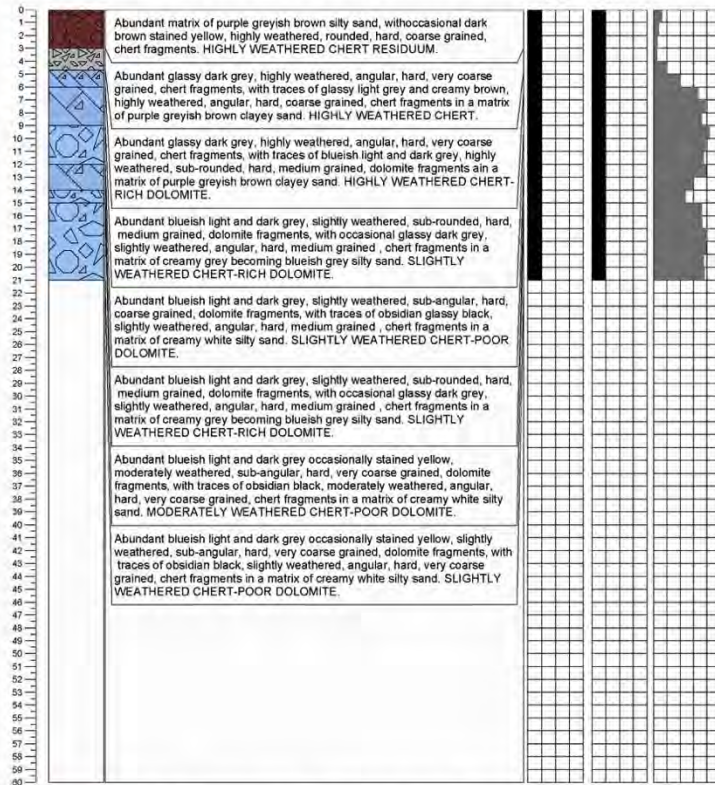 0
1
2
3
4
5
6
7
8
9
10
11
12
13
14
15
16
17
18
19
20
21
22
23
24
25
26
27
28
29
30
31
32
33
34
35
36
37
38
39
40
41
42
43
44
45
46
47
48
49
50
51
52
53
54
55
56
57
58
59
60
Abundant matrix of purple greyish brown silty sand, withoccasional dark
brown stained yellow, highly weathered, rounded, hard, coarse grained,
chert fragments. HIGHLY WEATHERED CHERT RESIDUUM.
Abundant glassy dark grey, highly weathered, angular, hard, very coarse
grained, chert fragments, with traces of glassy light grey and creamy brown,
highly weathered, angular, hard, coarse grained, chert fragments in a matrix
of purple greyish brown clayey sand. HIGHLY WEATHERED CHERT.
Abundant glassy dark grey, highly weathered, angular, hard, very coarse
grained, chert fragments, with traces of blueish light and dark grey, highly
weathered, sub-rounded, hard, medium grained, dolomite fragments ain a
matrix of purple greyish brown clayey sand. HIGHLY WEATHERED CHERT-
RICH DOLOMITE.
Abundant blueish light and dark grey, slightly weathered, sub-rounded, hard,
medium grained, dolomite fragments, with occasional glassy dark grey,
slightly weathered, angular, hard, medium grained , chert fragments in a
matrix of creamy grey becoming blueish grey silty sand. SLIGHTLY
WEATHERED CHERT-RICH DOLOMITE.
Abundant blueish light and dark grey, slightly weathered, sub-angular, hard,
coarse grained, dolomite fragments, with traces of obsidian glassy black,
slightly weathered, angular, hard, medium grained , chert fragments in a
matrix of creamy white silty sand. SLIGHTLY WEATHERED CHERT-POOR
DOLOMITE.
Abundant blueish light and dark grey, slightly weathered, sub-rounded, hard,
medium grained, dolomite fragments, with occasional glassy dark grey,
slightly weathered, angular, hard, medium grained , chert fragments in a
matrix of creamy grey becoming blueish grey silty sand. SLIGHTLY
WEATHERED CHERT-RICH DOLOMITE.
Abundant blueish light and dark grey occasionally stained yellow,
moderately weathered, sub-angular, hard, very coarse grained, dolomite
fragments, with traces of obsidian black, moderately weathered, angular,
hard, very coarse grained, chert fragments in a matrix of creamy white silty
sand. MODERATELY WEATHERED CHERT-POOR DOLOMITE.
Abundant blueish light and dark grey occasionally stained yellow, slightly
weathered, sub-angular, hard, very coarse grained, dolomite fragments, with
traces of obsidian black, slightly weathered, angular, hard, very coarse
grained, chert fragments in a matrix of creamy white silty sand. SLIGHTLY
WEATHERED CHERT-POOR DOLOMITE.